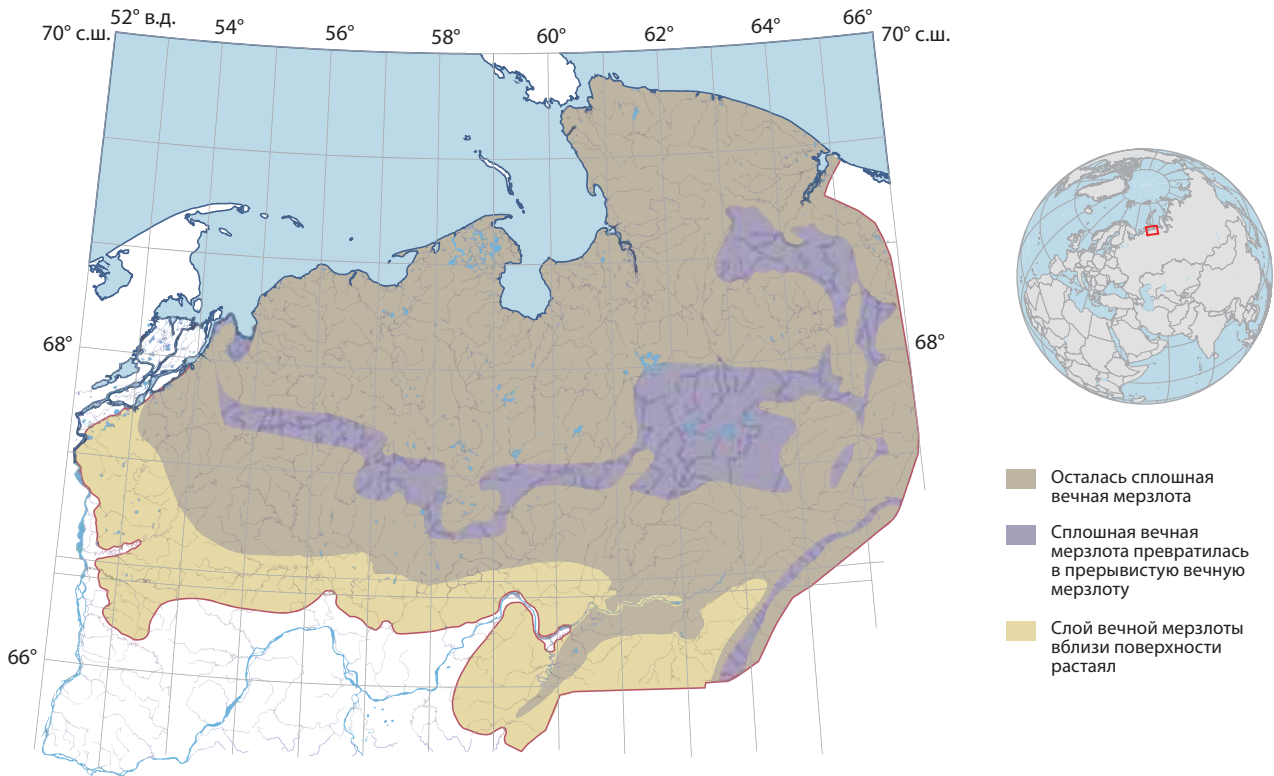 52° в.д.
54°
56°
58°
60°
62°
64°
66°
70° с.ш.
70° с.ш.
68°
68°
66°
Осталась сплошная
вечная мерзлота
Сплошная вечная
мерзлота превратилась
в прерывистую вечную
мерзлоту
Слой вечной мерзлоты
вблизи поверхности
растаял